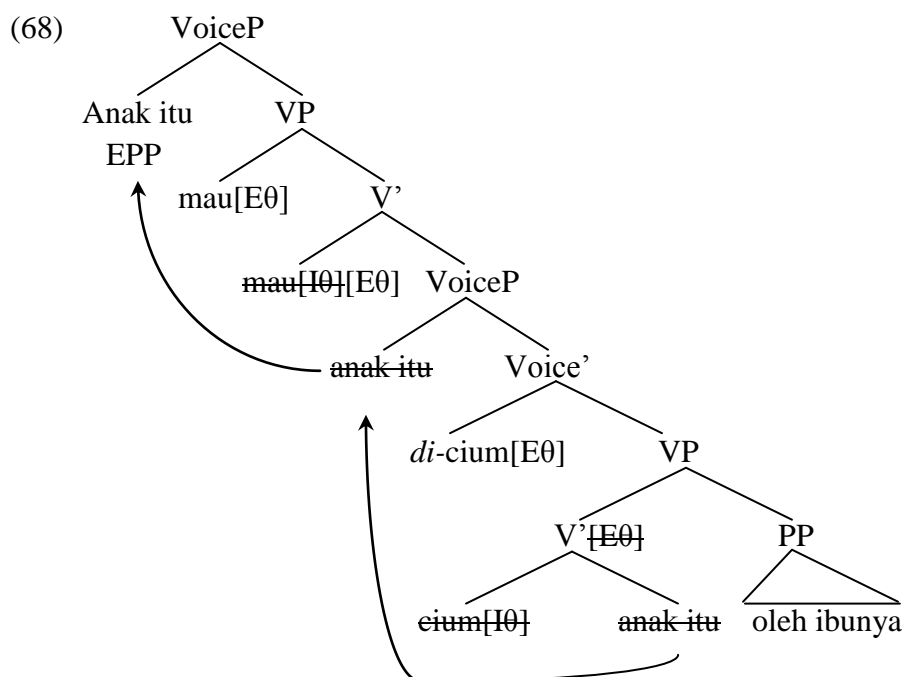 (68) VoiceP
Anak itu VP
EPP
mau[Eθ] V’
mau[Iθ][Eθ] VoiceP
anak itu Voice’
di-cium[Eθ] VP
V’[Eθ] PP
cium[Iθ] anak itu oleh ibunya